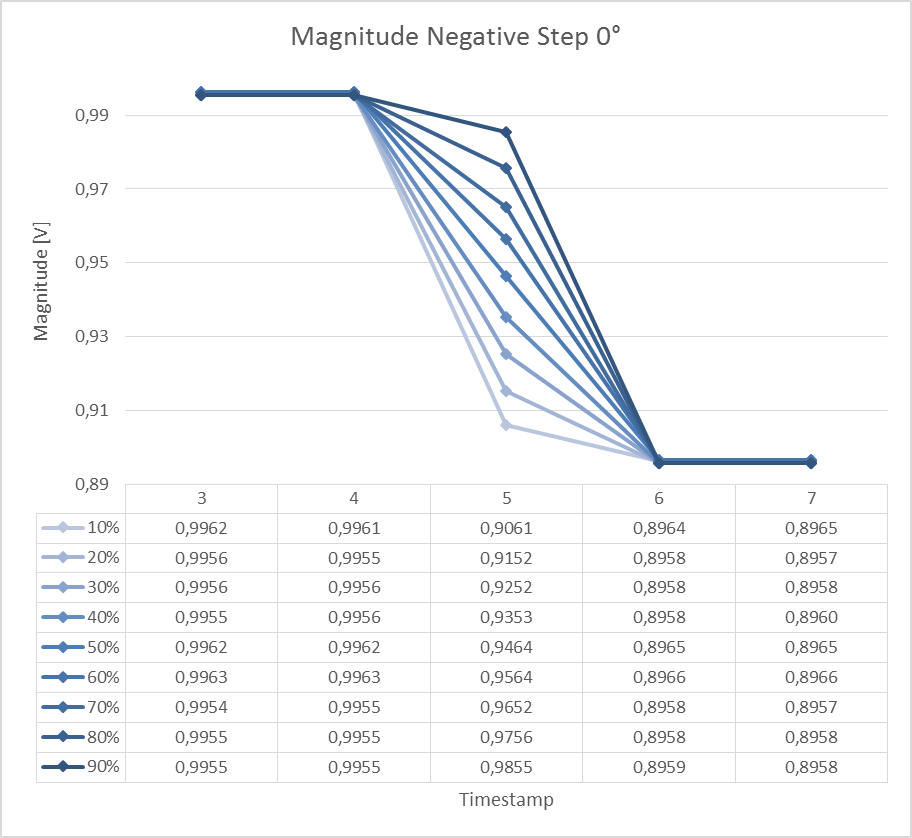 Magnitude Negative Step 0°
Magnitude [V]
0,99
0,97
0,95
0,93
0,91
0,89
3 4 5 6 7
10% 0,9962 0,9961 0,9061 0,8964 0,8965
20% 0,9956 0,9955 0,9152 0,8958 0,8957
30% 0,9956 0,9956 0,9252 0,8958 0,8958
40% 0,9955 0,9956 0,9353 0,8958 0,8960
50% 0,9962 0,9962 0,9464 0,8965 0,8965
60% 0,9963 0,9963 0,9564 0,8966 0,8966
70% 0,9954 0,9955 0,9652 0,8958 0,8957
80% 0,9955 0,9955 0,9756 0,8958 0,8958
90% 0,9955 0,9955 0,9855 0,8959 0,8958
Timestamp